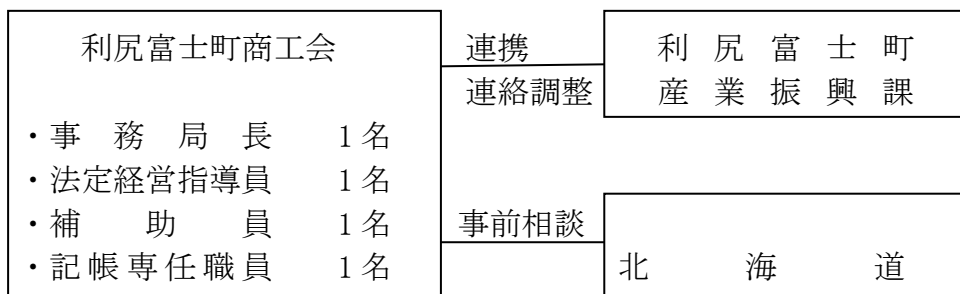 利尻富士町商工会
・事務局長 1名
・法定経営指導員 1名
・補助員 1名
・記帳専任職員 1名
連携
連絡調整
利尻富士町
産業振興課
事前相談
北海道